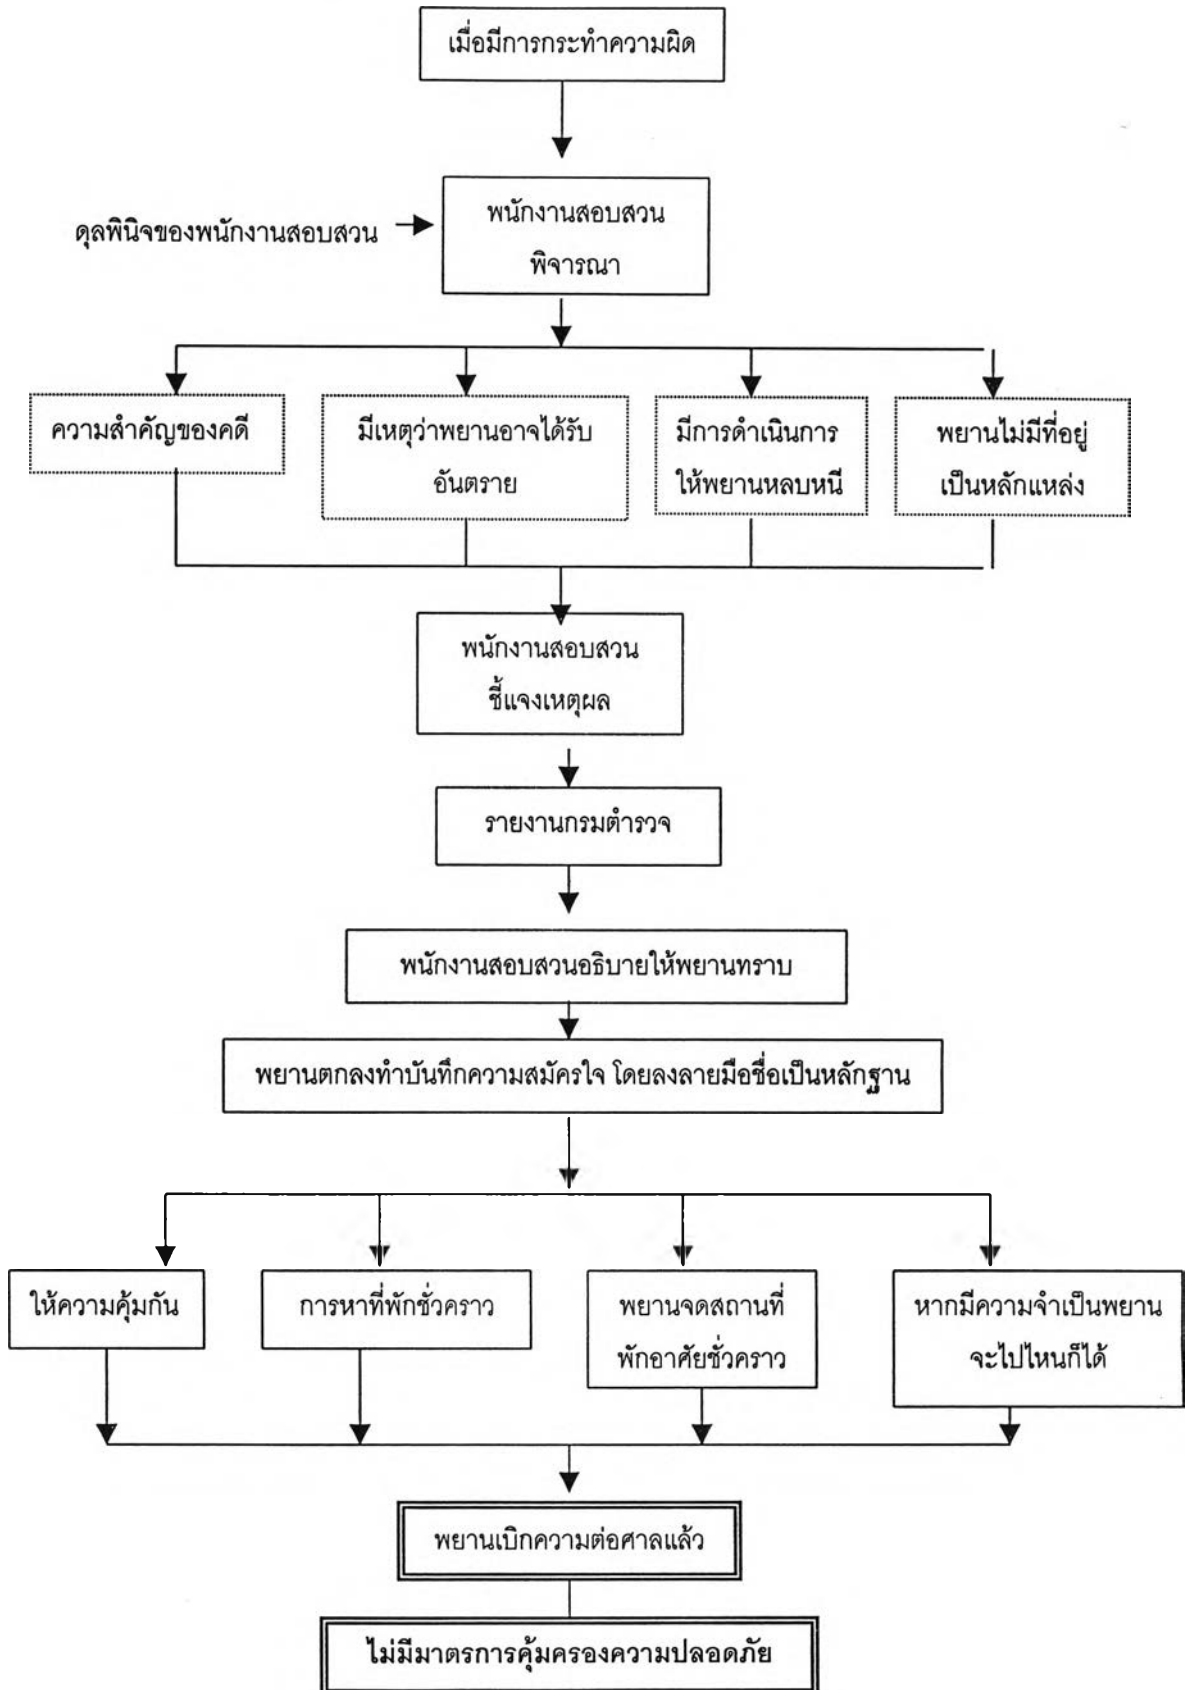 เมื่อมีการกระทำความผิด
ดุลพินิจของพนักงานสอบสวน
พนักงานสอบสวน
พิจารณา
ความสำคัญของคดี
มีเหตุว่าพยานอาจได้รับ
อันตราย
มีการดำเนินการ
ให้พยานหลบหนี
พยานไม่มีที่อยู่
เป็นหลักแหล่ง
พนักงานสอบสวน
ชี้แจงเหตุผล
รายงานกรมตำรวจ
พนักงานสอบสวนอธิบายให้พยานทราบ
พยานตกลงทำบันทึกความสมัครใจ โดยลงลายมือชื่อเป็นหลักฐาน
ให้ความคุ้มกัน
การหาที่พักชั่วคราว
พยานจดสถานที่
พักอาศัยชั่วคราว
หากมีความจำเป็นพยาน
จะไปไหนก็ได้
พยานเบิกความต่อศาลแล้ว
ไม่มีมาตรการคุ้มครองความปลอดภัย